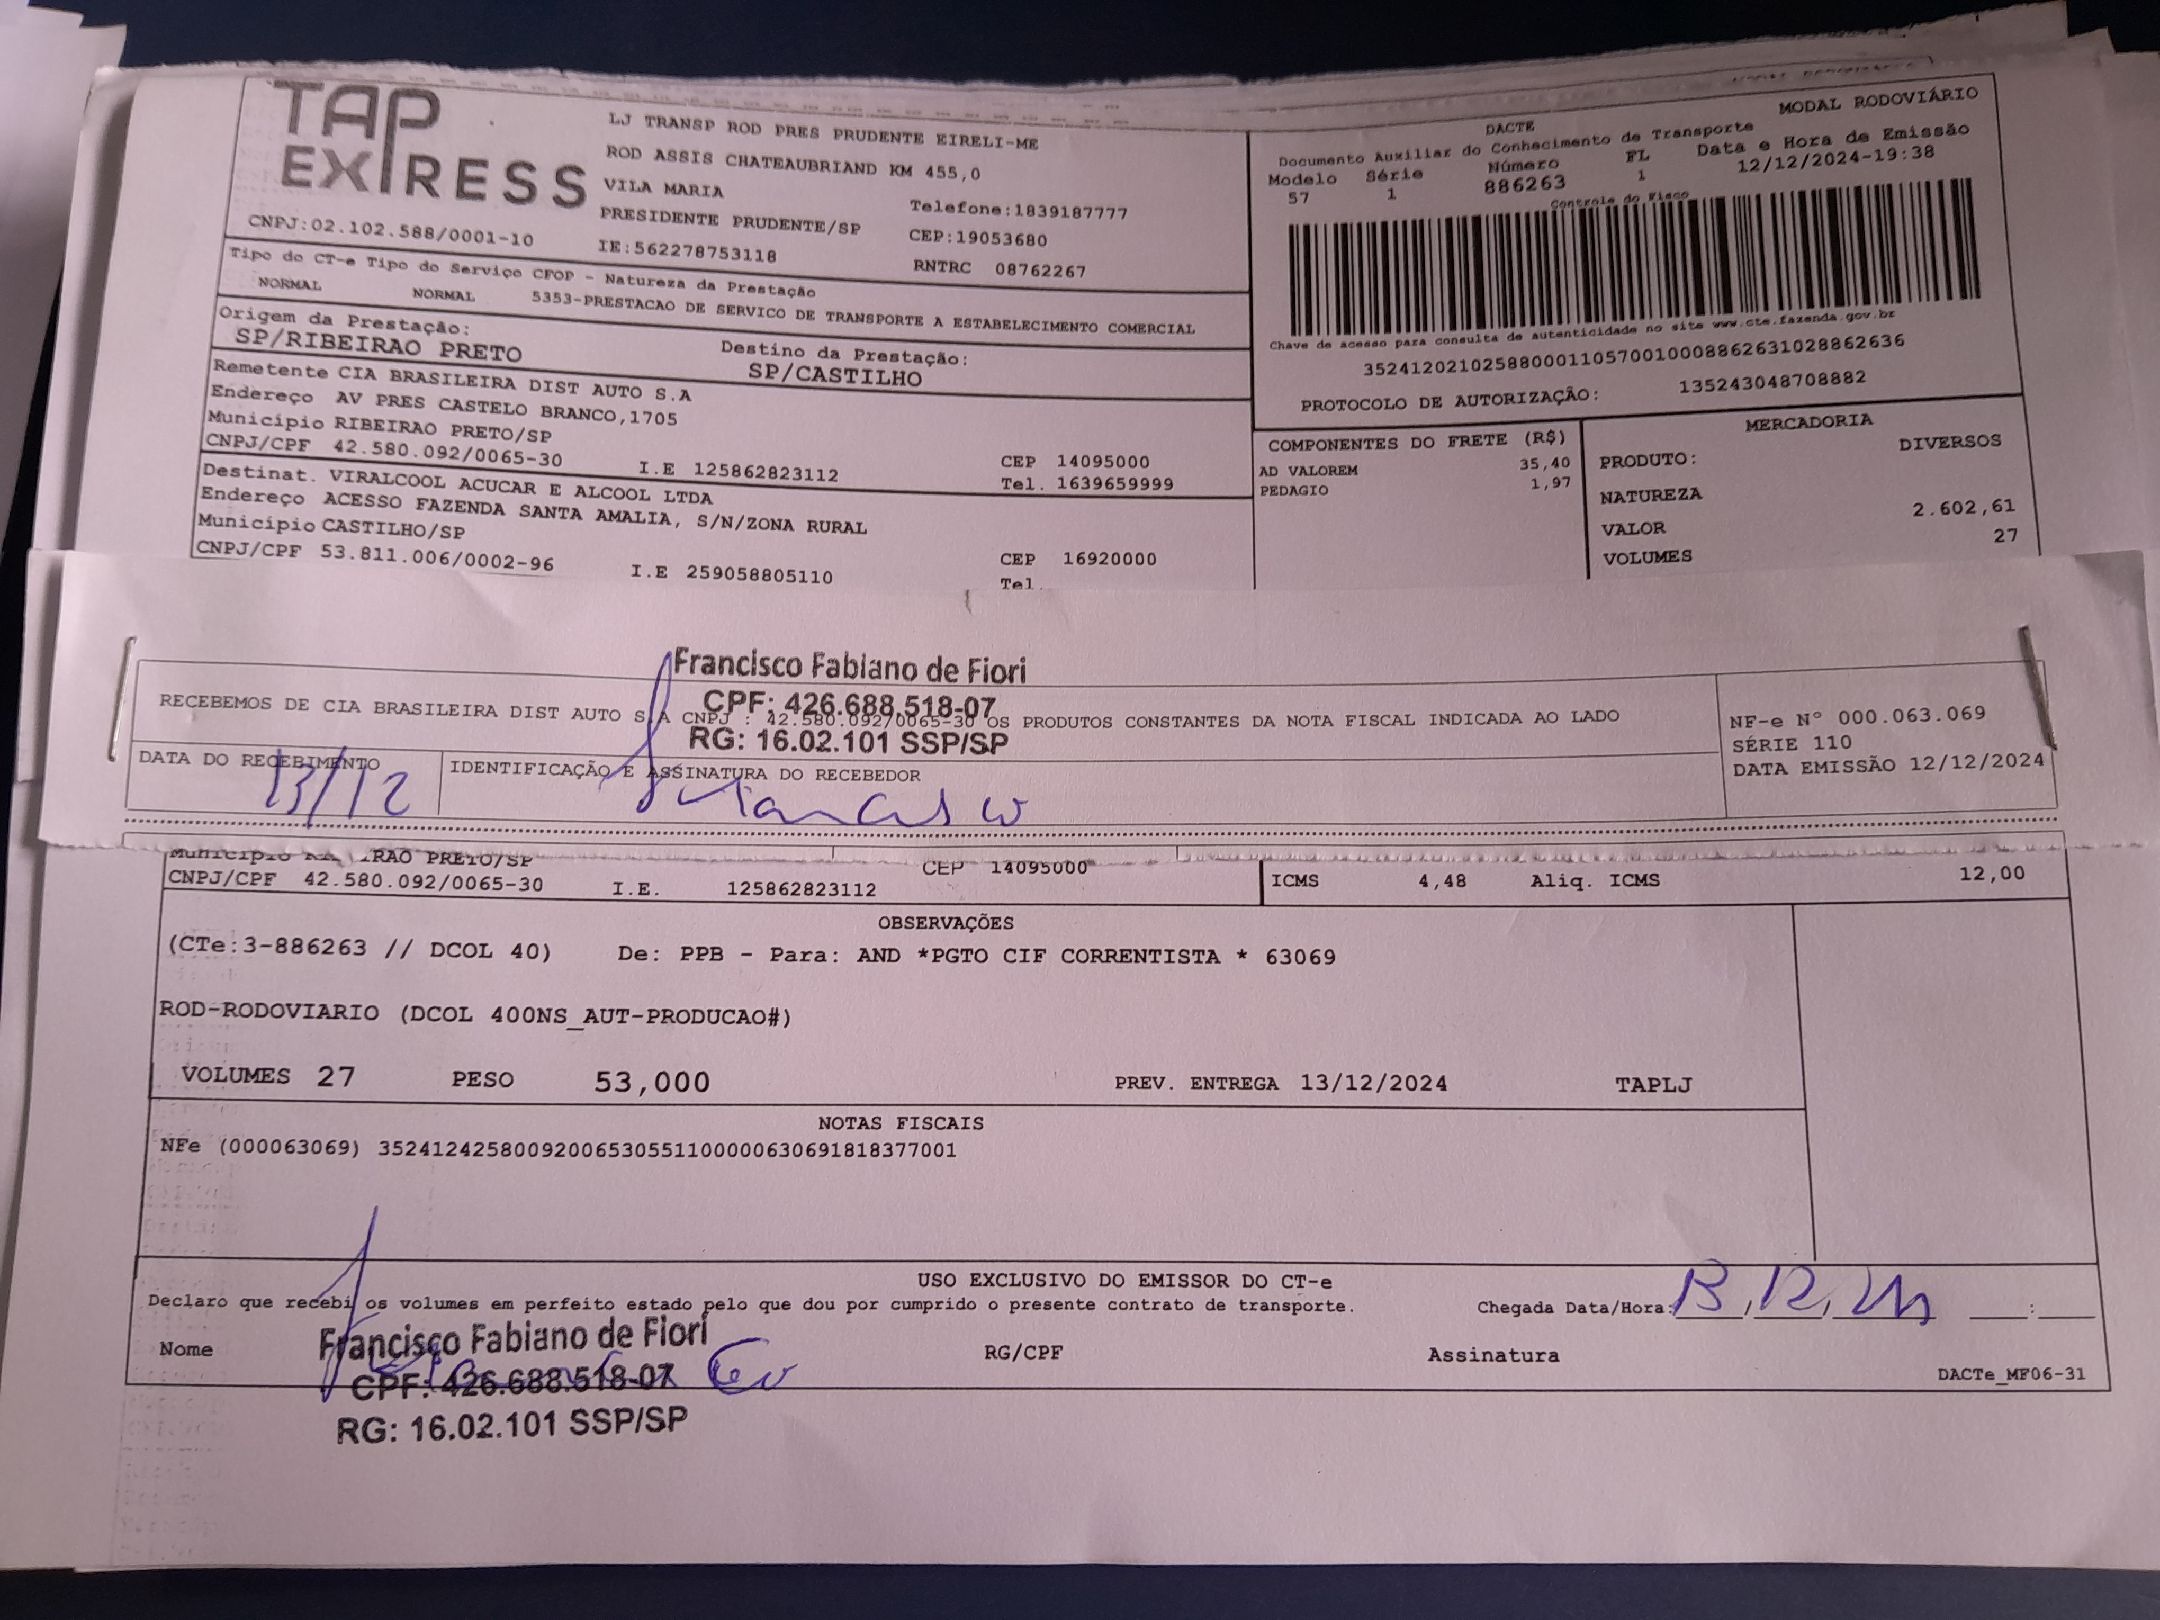 TAP EXPRESS
LJ TRANSP ROD PRES PRUDENTE EIRELI-ME
ROD ASSIS CHATEAUBRIAND KM 455,0
VILA MARIA
Telefone:1839187777
PRESIDENTE PRUDENTE/SP
CEP:19053680
CNPJ:02.102.588/0001-10
IE:562278753118
RNTRC 08762267
MODAL RODOVIÁRIO
DACTE
Documento Auxiliar do Conhecimento de Transporte
Modelo Série Número FL Data e Hora de Emissão
57 1 886263 1 12/12/2024-19:38
Controle do Fisco
Chave de acesso para consulta de autenticidade no site www.cte.fazenda.gov.br
35241202102588000110570010008862631028862636
PROTOCOLO DE AUTORIZAÇÃO: 135243048708882
Tipo do CT-e Tipo do Serviço CFOP - Natureza da Prestação
NORMAL NORMAL 5353-PRESTACAO DE SERVICO DE TRANSPORTE A ESTABELECIMENTO COMERCIAL
Origem da Prestação:
SP/RIBEIRAO PRETO
Destino da Prestação:
SP/CASTILHO
Remetente CIA BRASILEIRA DIST AUTO S.A
Endereço AV PRES CASTELO BRANCO,1705
Município RIBEIRAO PRETO/SP
CEP 14095000
CNPJ/CPF 42.580.092/0065-30 I.E 125862823112 Tel. 1639659999
Destinat. VIRALCOOL ACUCAR E ALCOOL LTDA
Endereço ACESSO FAZENDA SANTA AMALIA, S/N/ZONA RURAL
Município CASTILHO/SP
CEP 16920000
CNPJ/CPF 53.811.006/0002-96 I.E 259058805110 Tel.
COMPONENTES DO FRETE (R$)
AD VALOREM 35,40
PEDAGIO 1,97
MERCADORIA
PRODUTO: DIVERSOS
NATUREZA
VALOR 2.602,61
VOLUMES 27
Francisco Fabiano de Fiori
CPF: 426.688.518-07
RG: 16.02.101 SSP/SP
RECEBEMOS DE CIA BRASILEIRA DIST AUTO S.A CNPJ : 42.580.092/0065-30 OS PRODUTOS CONSTANTES DA NOTA FISCAL INDICADA AO LADO
DATA DO RECEBIMENTO
13/12
IDENTIFICAÇÃO E ASSINATURA DO RECEBEDOR
NF-e N° 000.063.069
SÉRIE 110
DATA EMISSÃO 12/12/2024
Município RIBEIRAO PRETO/SP CEP 14095000
CNPJ/CPF 42.580.092/0065-30 I.E. 125862823112
ICMS 4,48 Aliq. ICMS 12,00
OBSERVAÇÕES
(CTe:3-886263 // DCOL 40) De: PPB - Para: AND *PGTO CIF CORRENTISTA * 63069
ROD-RODOVIARIO (DCOL 400NS_AUT-PRODUCAO#)
VOLUMES 27 PESO 53,000 PREV. ENTREGA 13/12/2024 TAPLJ
NOTAS FISCAIS
NFe (000063069) 35241242580092006530551100000630691818377001
USO EXCLUSIVO DO EMISSOR DO CT-e
Declaro que recebi os volumes em perfeito estado pelo que dou por cumprido o presente contrato de transporte.
Chegada Data/Hora:
Nome
Francisco Fabiano de Fiori
CPF: 426.688.518-07
RG: 16.02.101 SSP/SP
RG/CPF
Assinatura
DACTe_MF06-31